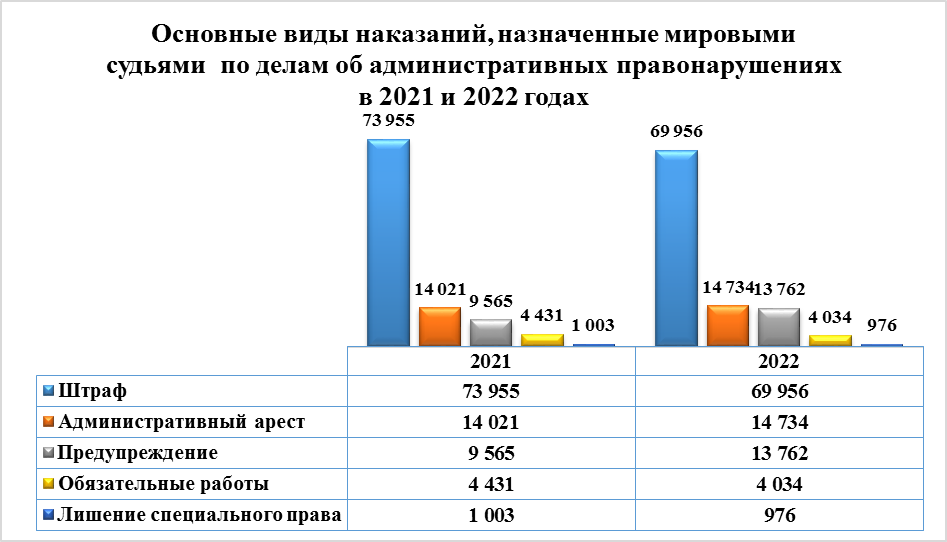 Основные виды наказаний, назначенные мировыми
судьями по делам об административных правонарушениях
в 2021 и 2022 годах
73 955
14 021
9 565
4 431
1 003
69 956
14 734
13 762
4 034
976
2021 2022
Штраф 73 955 69 956
Административный арест 14 021 14 734
Предупреждение 9 565 13 762
Обязательные работы 4 431 4 034
Лишение специального права 1 003 976